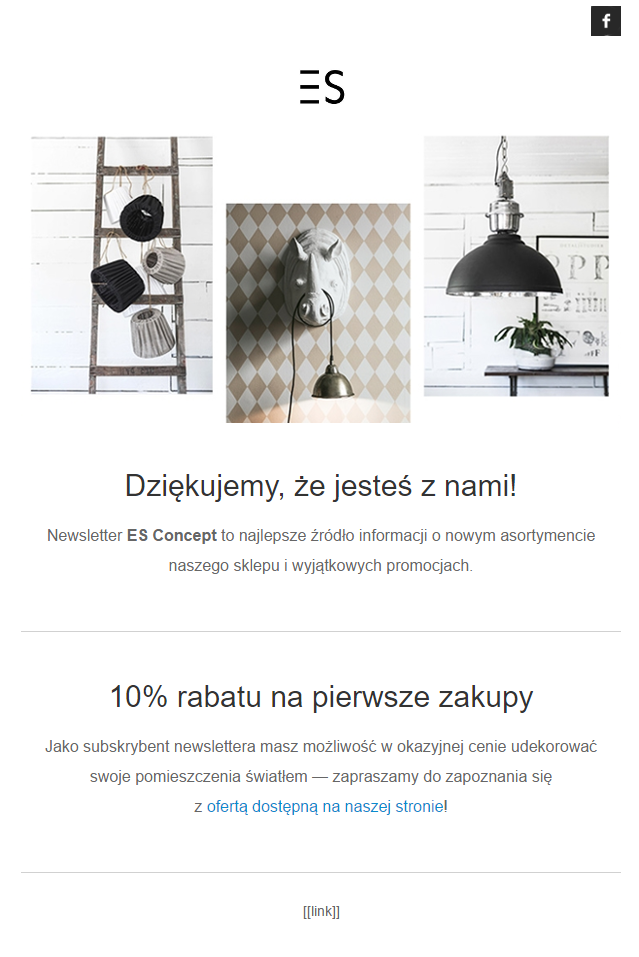 f
ES
PPP
Dziękujemy, że jesteś z nami!
Newsletter ES Concept to najlepsze źródło informacji o nowym asortymencie
naszego sklepu i wyjątkowych promocjach.
10% rabatu na pierwsze zakupy
Jako subskrybent newslettera masz możliwość w okazyjnej cenie udekorować
swoje pomieszczenia światłem — zapraszamy do zapoznania się
z ofertą dostępną na naszej stronie!
[[link]]